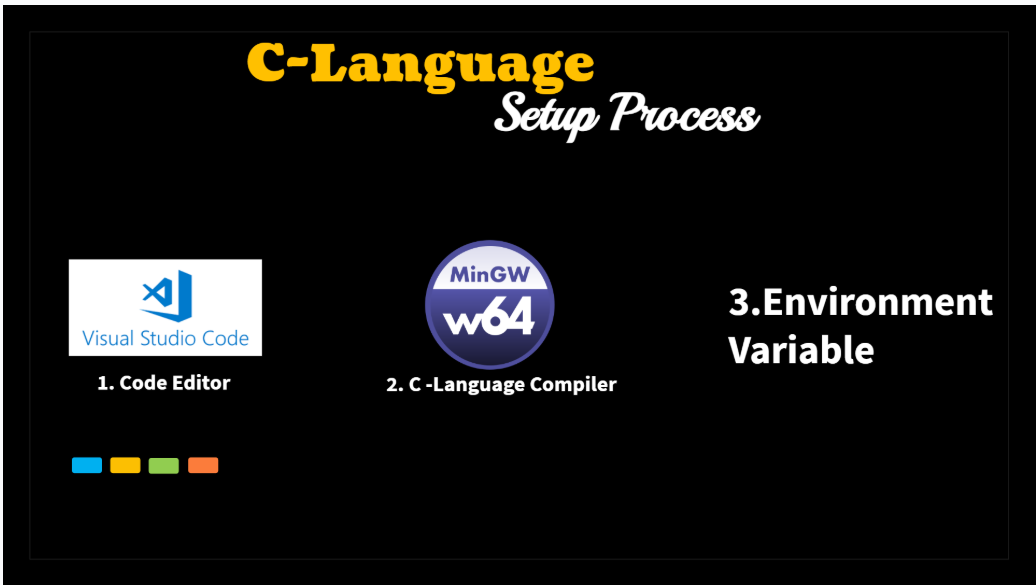 C-Language
Setup Process
Visual Studio Code
1. Code Editor
MinGW
w64
2. C -Language Compiler
3.Environment
Variable